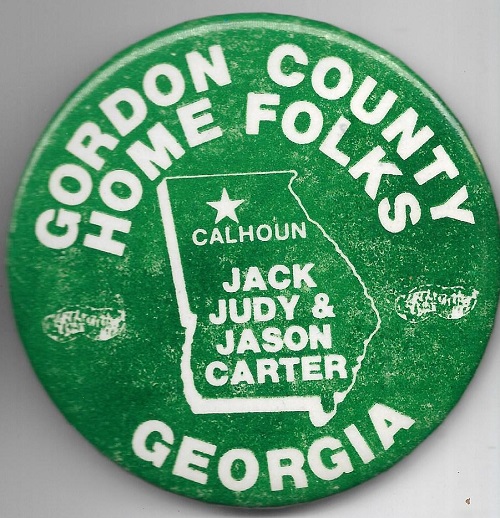 GORDON COUNTY
HOME FOLKS
CALHOUN
JACK
JUDY &
JASON
CARTER
GEORGIA